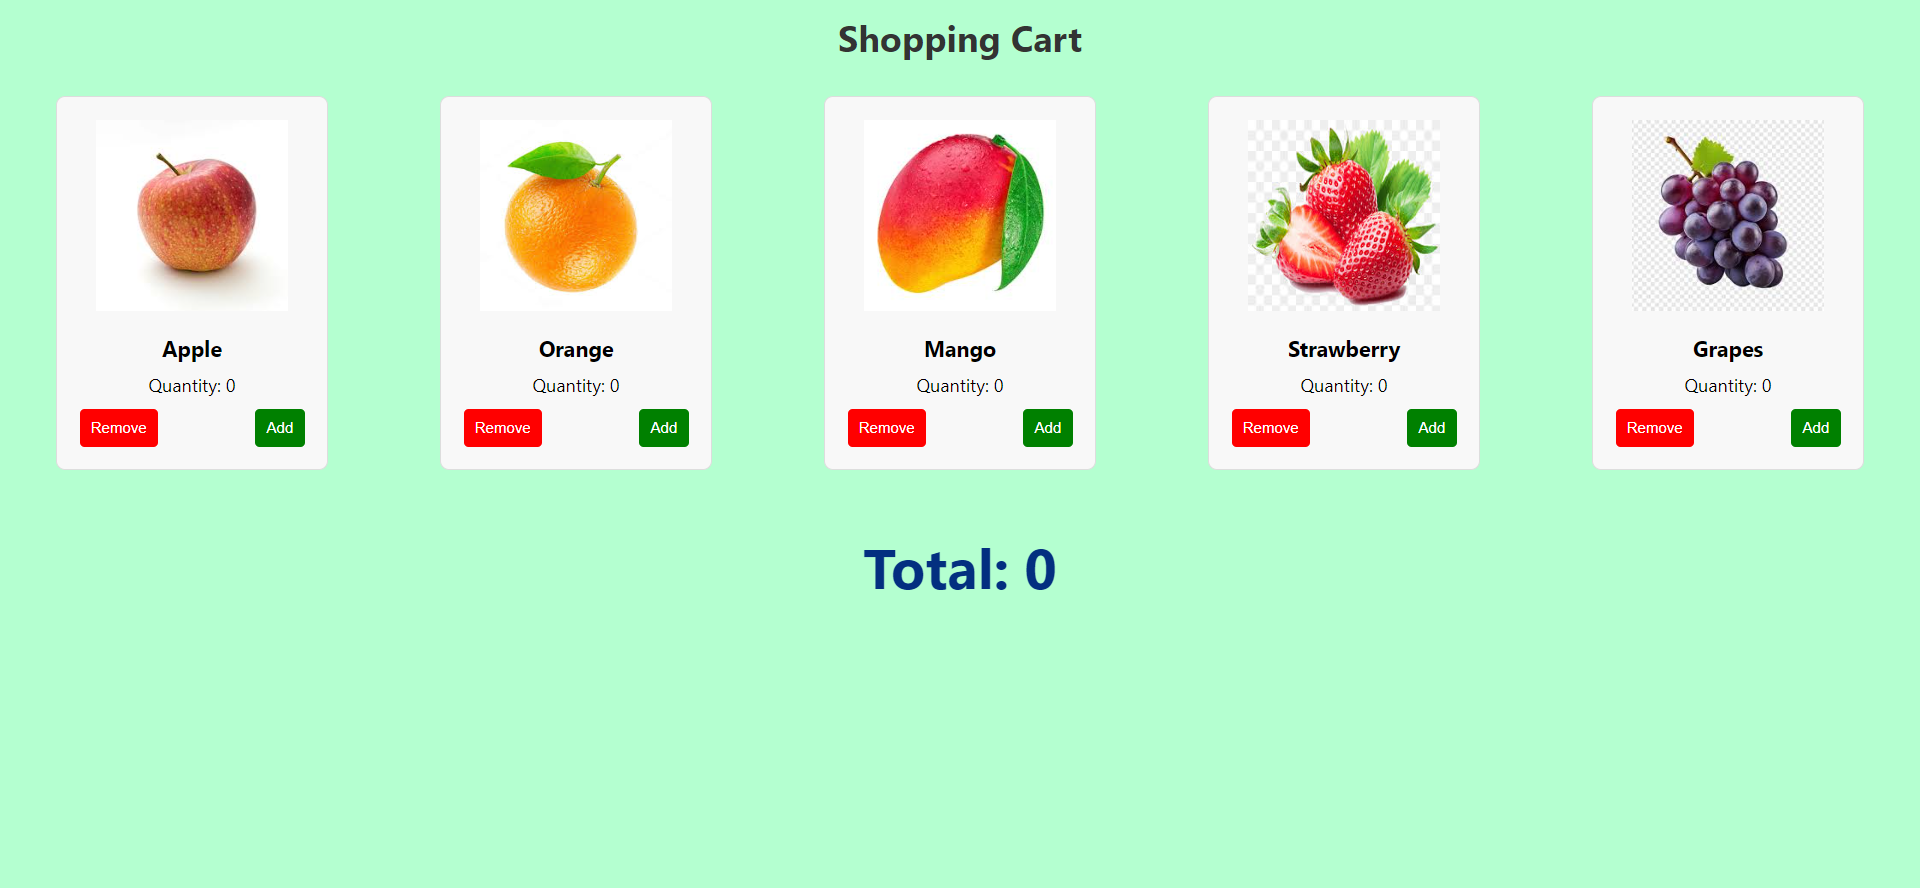 Shopping Cart
Apple
Quantity: 0
Remove Add
Orange
Quantity: 0
Remove Add
Mango
Quantity: 0
Remove Add
Strawberry
Quantity: 0
Remove Add
Grapes
Quantity: 0
Remove Add
Total: 0